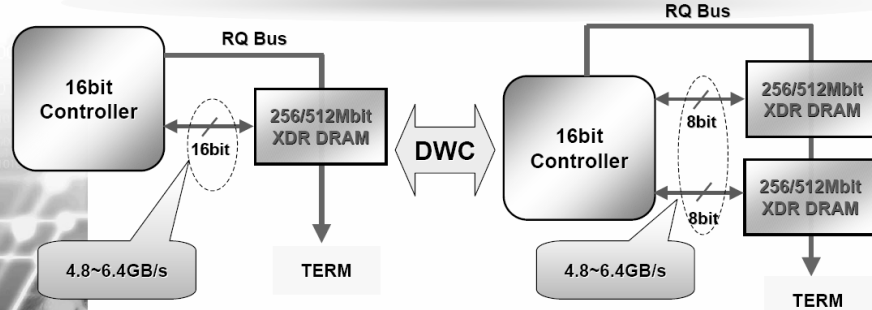 RQ Bus
16bit
Controller
16bit
256/512Mbit
XDR DRAM
4.8~6.4GB/s
TERM
DWC
RQ Bus
16bit
Controller
8bit
256/512Mbit
XDR DRAM
8bit
256/512Mbit
XDR DRAM
4.8~6.4GB/s
TERM